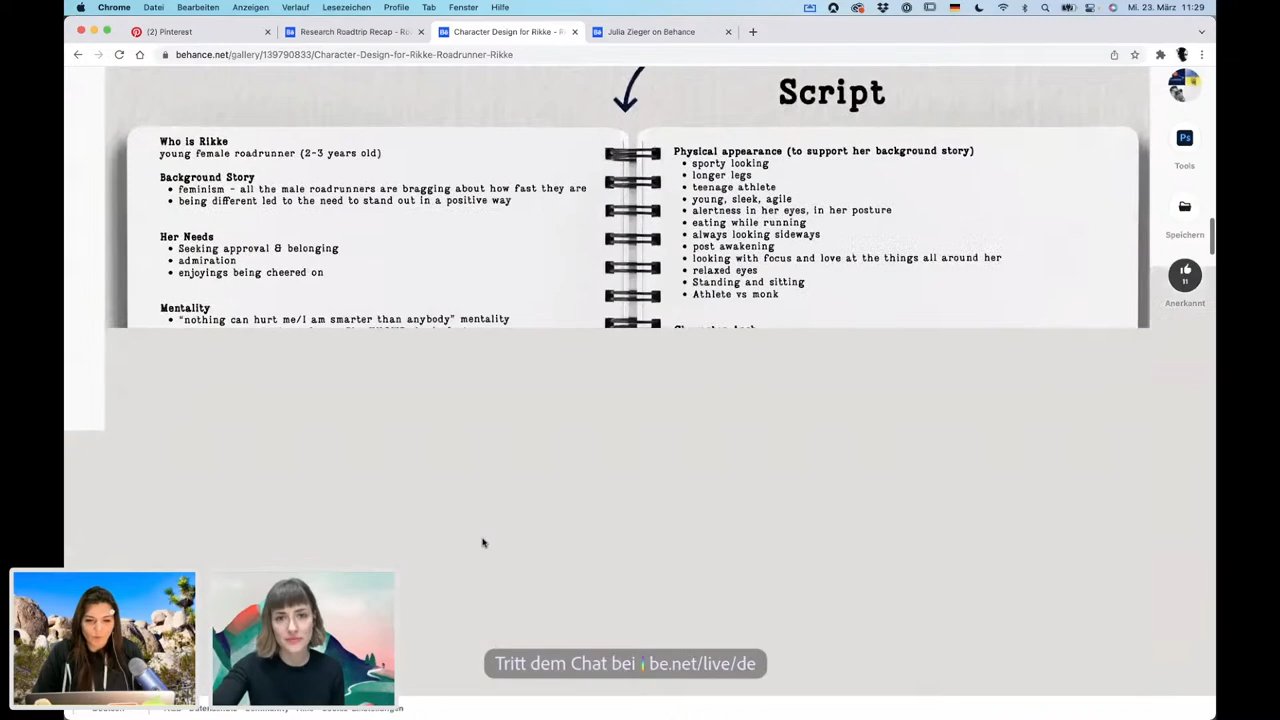 Chrome Datei Bearbeiten Anzeigen Verlauf Lesezeichen Profile Tab Fenster Hilfe Mi. 23. März 11:29
(2) Pinterest
Research Roadtrip Recap - Ro
Character Design for Rikke - R
Julia Zieger on Behance
behance.net/gallery/139790833/Character-Design-for-Rikke-Roadrunner-Rikke
Script
Who is Rikke
young female roadrunner (2-3 years old)
Background Story
• feminism - all the male roadrunners are bragging about how fast they are
• being different led to the need to stand out in a positive way
Her Needs
• Seeking approval & belonging
• admiration
• enjoyings being cheered on
Mentality
• "nothing can hurt me/I am smarter than anybody" mentality
Physical appearance (to support her background story)
• sporty looking
• longer legs
• teenage athlete
• young, sleek, agile
• alertness in her eyes, in her posture
• eating while running
• always looking sideways
• post awakening
• looking with focus and love at the things all around her
• relaxed eyes
• Standing and sitting
• Athlete vs monk
Ps
Tools
Speichern
11
Anerkannt
Tritt dem Chat bei be.net/live/de